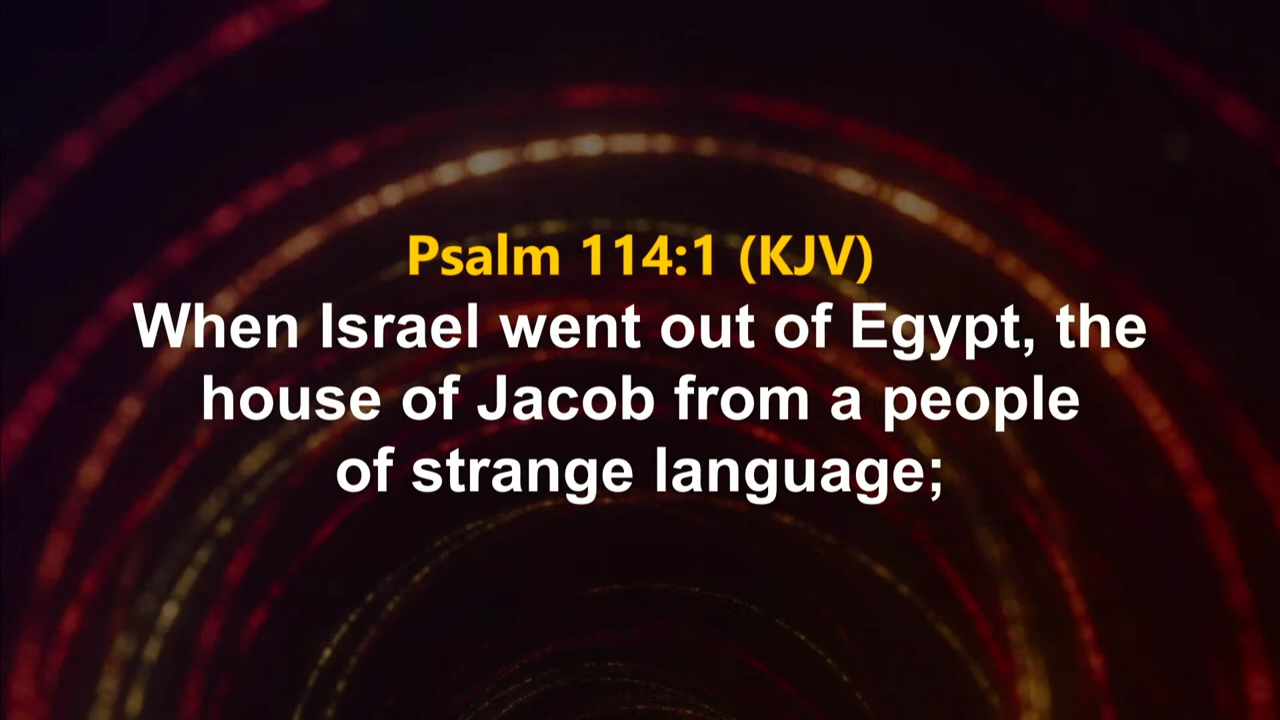 Psalm 114:1 (KJV)
When Israel went out of Egypt, the
house of Jacob from a people
of strange language;